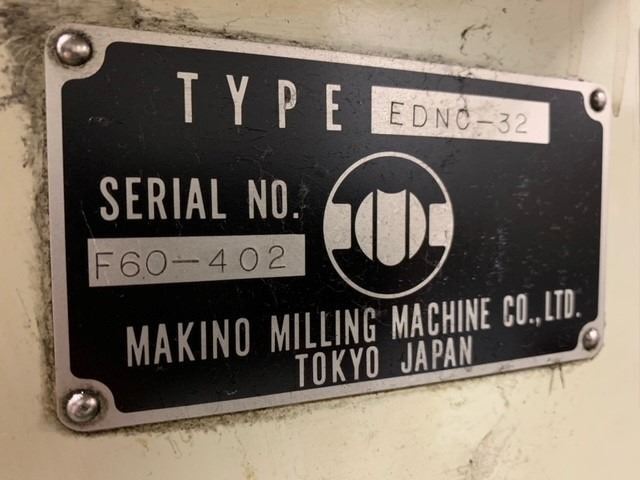 TYPE EDNC-32
SERIAL NO.
F60-402
MAKINO MILLING MACHINE CO., LTD.
TOKYO JAPAN